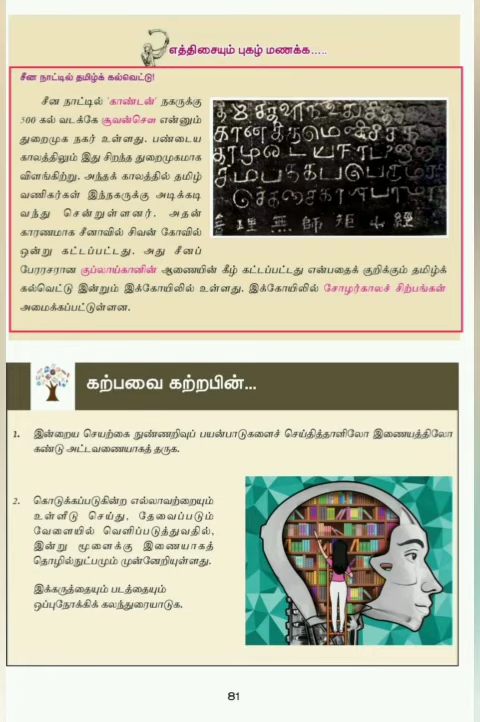 எத்திசையும் புகழ் மணக்க.....
சீன நாட்டில் தமிழ்க் கல்வெட்டு!
சீன நாட்டில் 'காண்டன்' நகருக்கு
500 கல் வடக்கே சூவன்சௌ என்னும்
துறைமுக நகர் உள்ளது. பண்டைய
காலத்திலும் இது சிறந்த துறைமுகமாக
விளங்கிற்று. அந்தக் காலத்தில் தமிழ்
வணிகர்கள் இந்நகருக்கு அடிக்கடி
வந்து சென்றுள்ளனர். அதன்
காரணமாக சீனாவில் சிவன் கோவில்
ஒன்று கட்டப்பட்டது. அது சீனப்
பேரரசரான குப்லாய்கானின் ஆணையின் கீழ் கட்டப்பட்டது என்பதைக் குறிக்கும் தமிழ்க்
கல்வெட்டு இன்றும் இக்கோயிலில் உள்ளது. இக்கோயிலில் சோழர்காலச் சிற்பங்கள்
அமைக்கப்பட்டுள்ளன.
கற்பவை கற்றபின்...
1. இன்றைய செயற்கை நுண்ணறிவுப் பயன்பாடுகளைச் செய்தித்தாளிலோ இணையத்திலோ
கண்டு அட்டவணையாகத் தருக.
2. கொடுக்கப்படுகின்ற எல்லாவற்றையும்
உள்ளீடு செய்து, தேவைப்படும்
வேளையில் வெளிப்படுத்துவதில்,
இன்று மூளைக்கு இணையாகத்
தொழில்நுட்பமும் முன்னேறியுள்ளது.
இக்கருத்தையும் படத்தையும்
ஒப்புநோக்கிக் கலந்துரையாடுக.
81